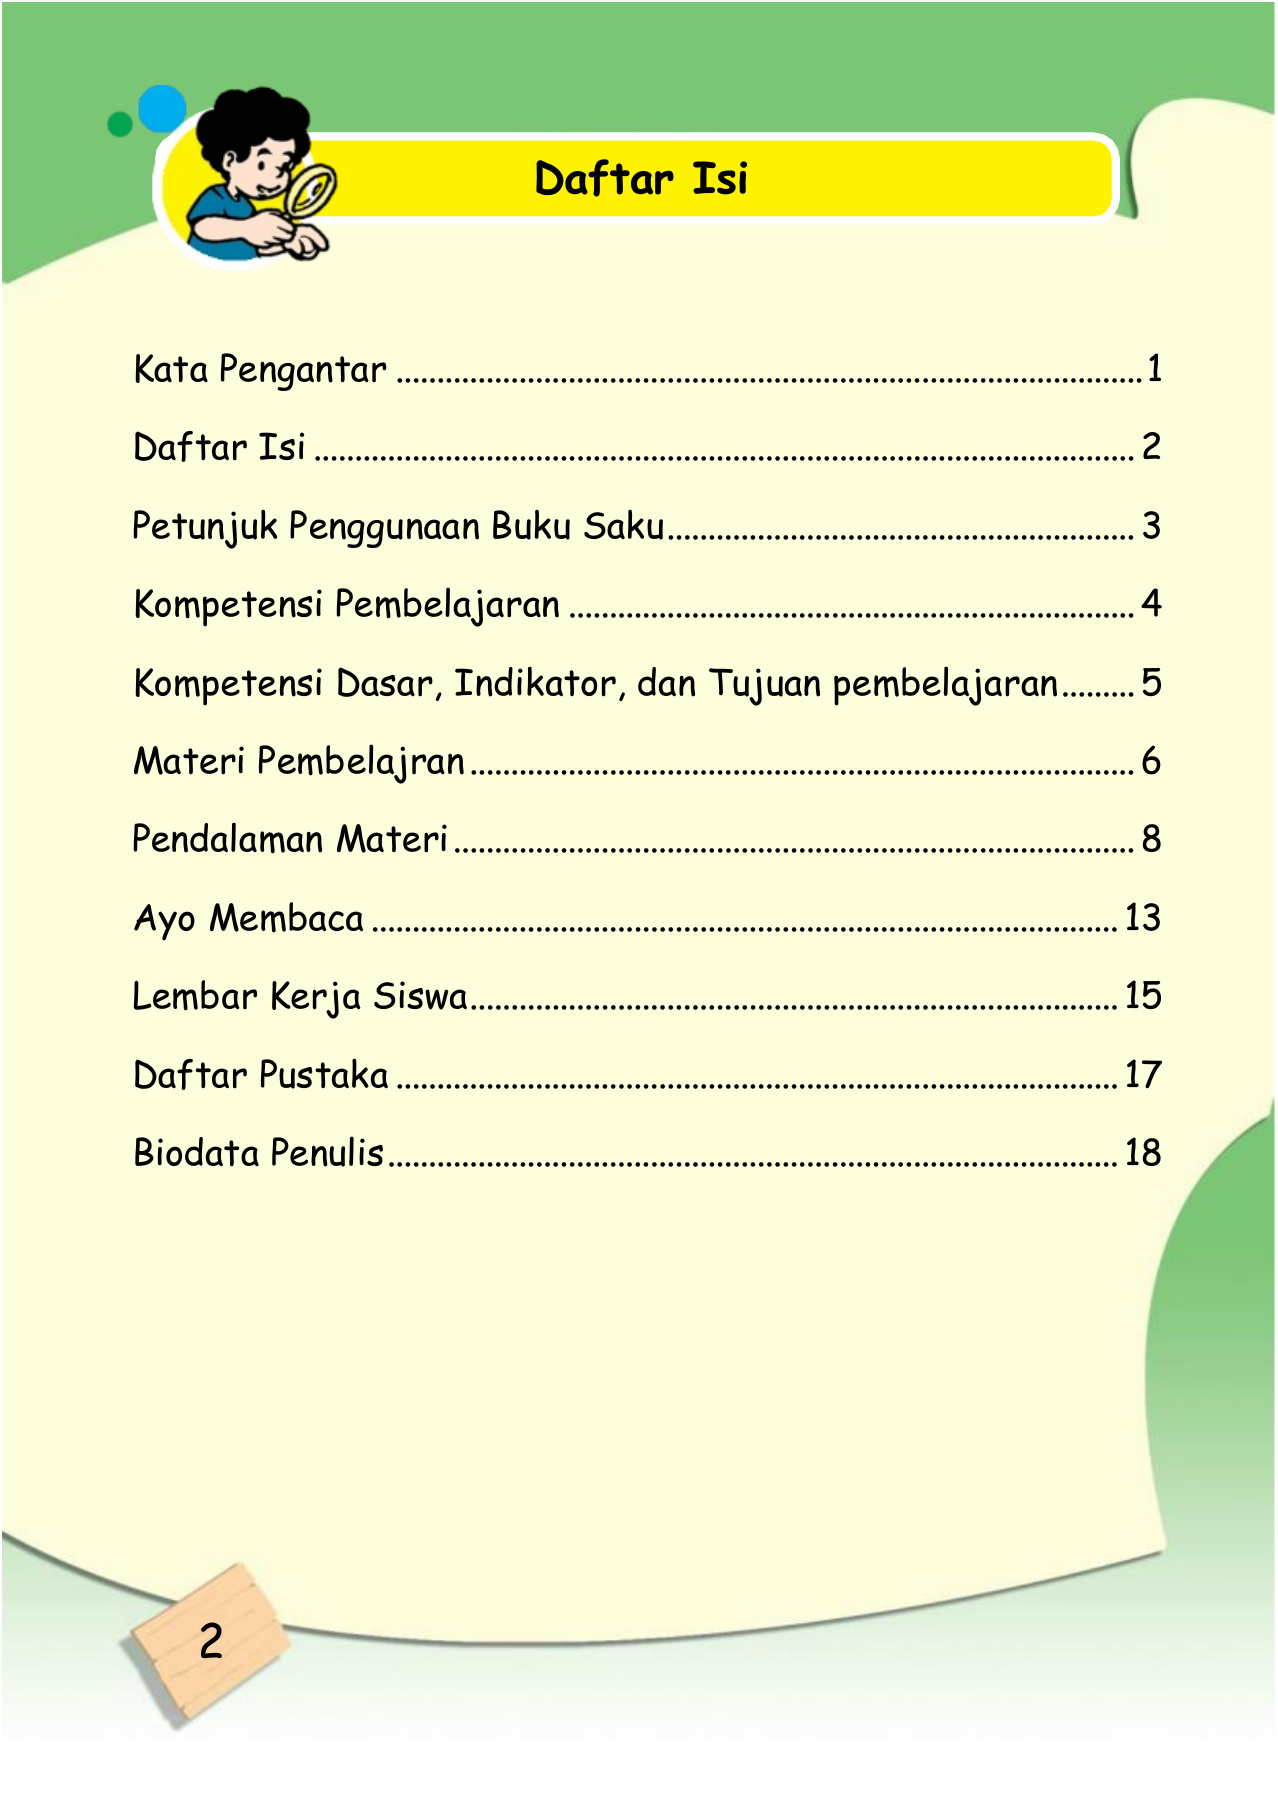 Daftar Isi
Kata Pengantar ........................................................................................... 1
Daftar Isi .................................................................................................... 2
Petunjuk Penggunaan Buku Saku......................................................... 3
Kompetensi Pembelajaran ..................................................................... 4
Kompetensi Dasar, Indikator, dan Tujuan pembelajaran......... 5
Materi Pembelajran ................................................................................. 6
Pendalaman Materi ................................................................................... 8
Ayo Membaca ........................................................................................... 13
Lembar Kerja Siswa............................................................................... 15
Daftar Pustaka ........................................................................................ 17
Biodata Penulis ......................................................................................... 18
2